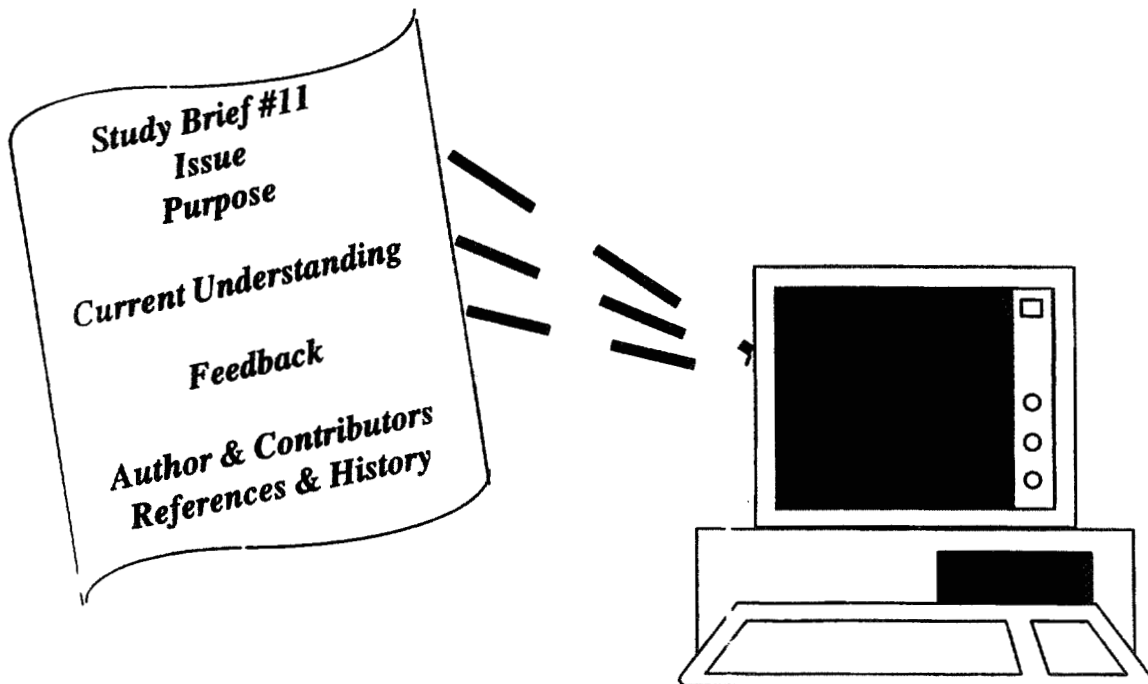 Study Brief #11
Issue
Purpose
Current Understanding
Feedback
Author & Contributors
References & History